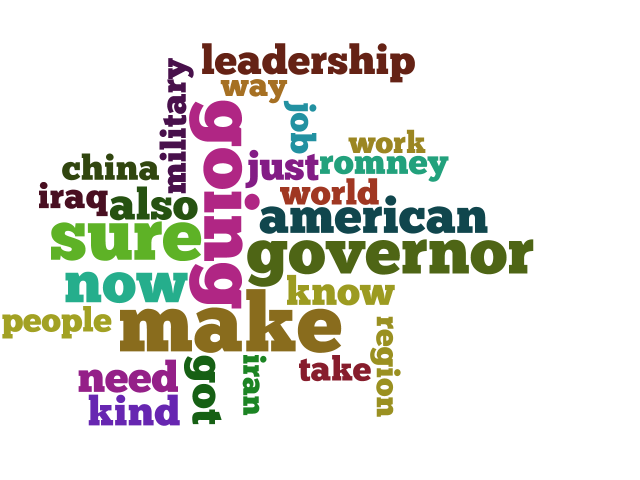 leadership
way
military
going
job
work
china
just
romney
iraq
also
world
american
sure
governor
now
know
people
make
need
got
iran
take
region
kind